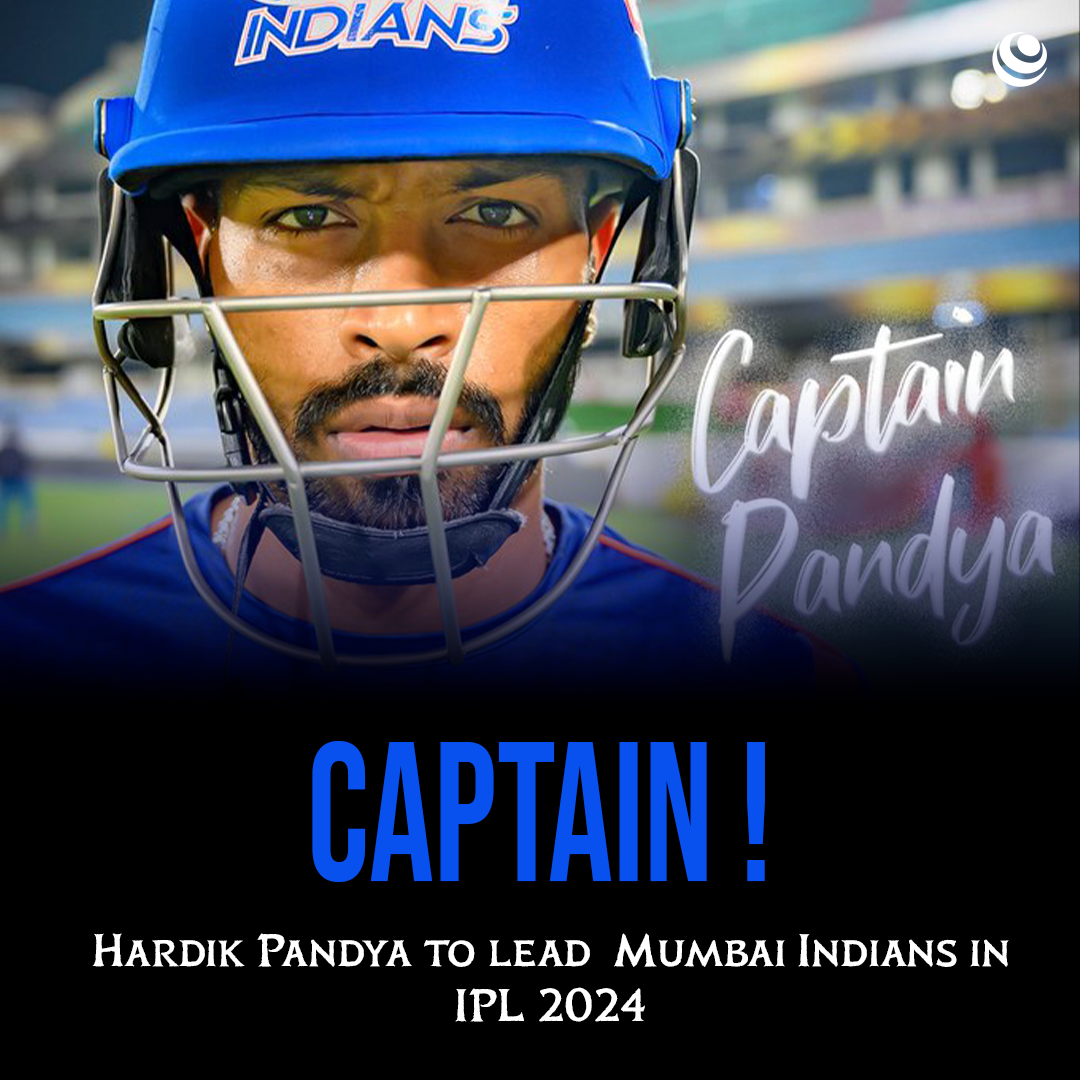 INDIANS
Captain
Pandya
CAPTAIN !
HARDIK PANDYA TO LEAD MUMBAI INDIANS IN
IPL 2024